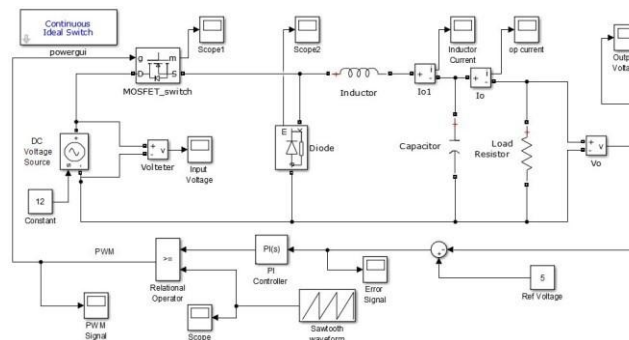 Continuous
Ideal Switch
powergui
g
m
D
S
MOSFET_switch
Scope1
Scope2
Inductor
Inductor
Current
i
Io1
op current
i
Io
Output
DC
Voltage
Source
Volteter
v
Input
Voltage
Diode
Capacitor
Load
Resistor
v
Vo
12
Constant
PWM
>=
Relational
Operator
PI(s)
PI
Controller
Error
Signal
5
Ref Voltage
PWM
Signal
Scope
Sawtooth
waveform